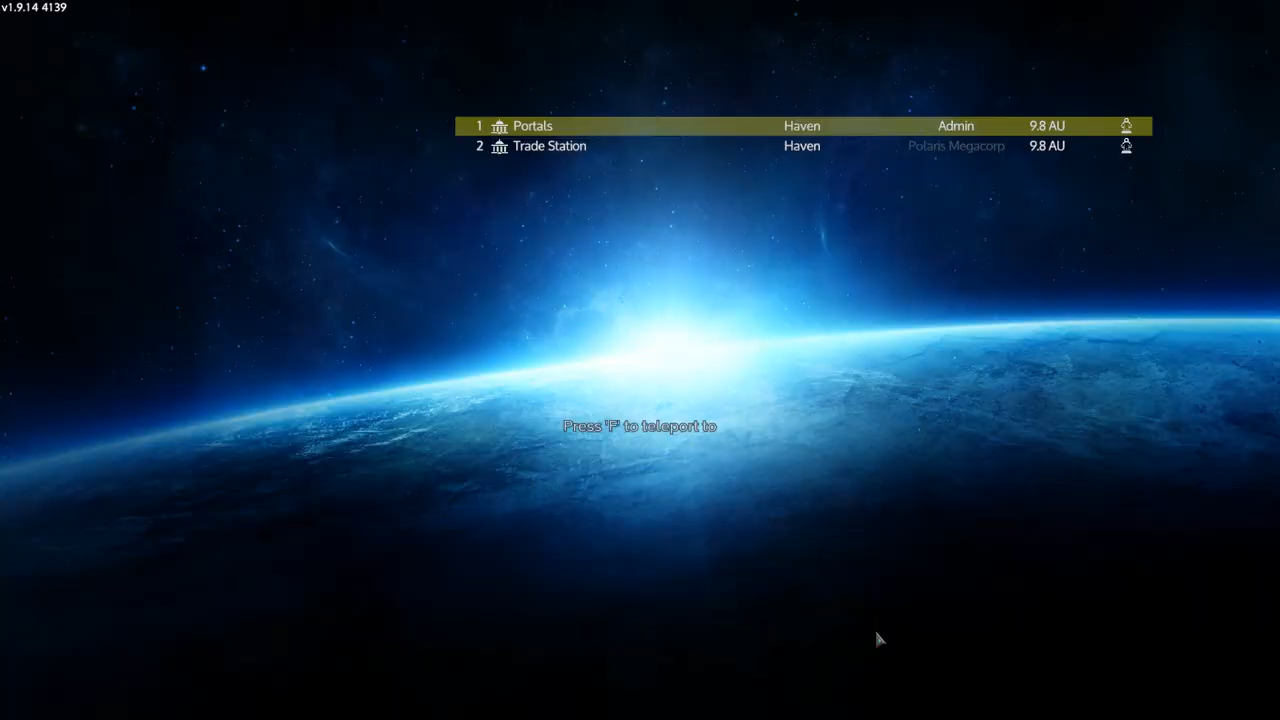 v1.9.14 4139
1 Portals Haven Admin 9.8 AU
2 Trade Station Haven Polaris Megacorp 9.8 AU
Press 'F' to teleport to